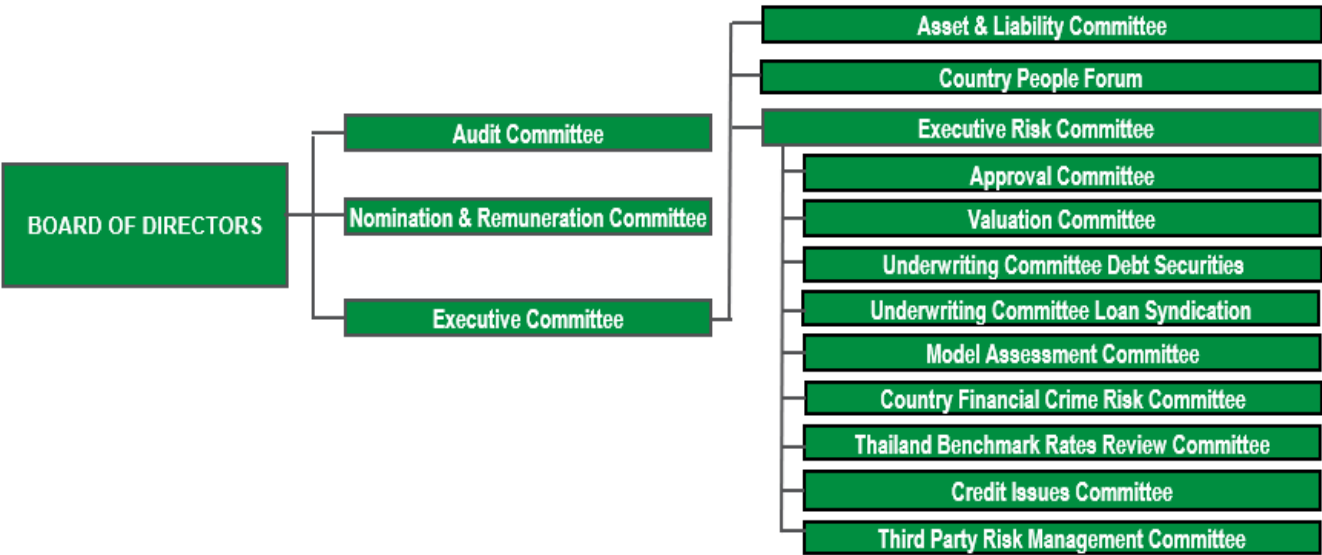 BOARD OF DIRECTORS
Audit Committee
Nomination & Remuneration Committee
Executive Committee
Asset & Liability Committee
Country People Forum
Executive Risk Committee
Approval Committee
Valuation Committee
Underwriting Committee Debt Securities
Underwriting Committee Loan Syndication
Model Assessment Committee
Country Financial Crime Risk Committee
Thailand Benchmark Rates Review Committee
Credit Issues Committee
Third Party Risk Management Committee